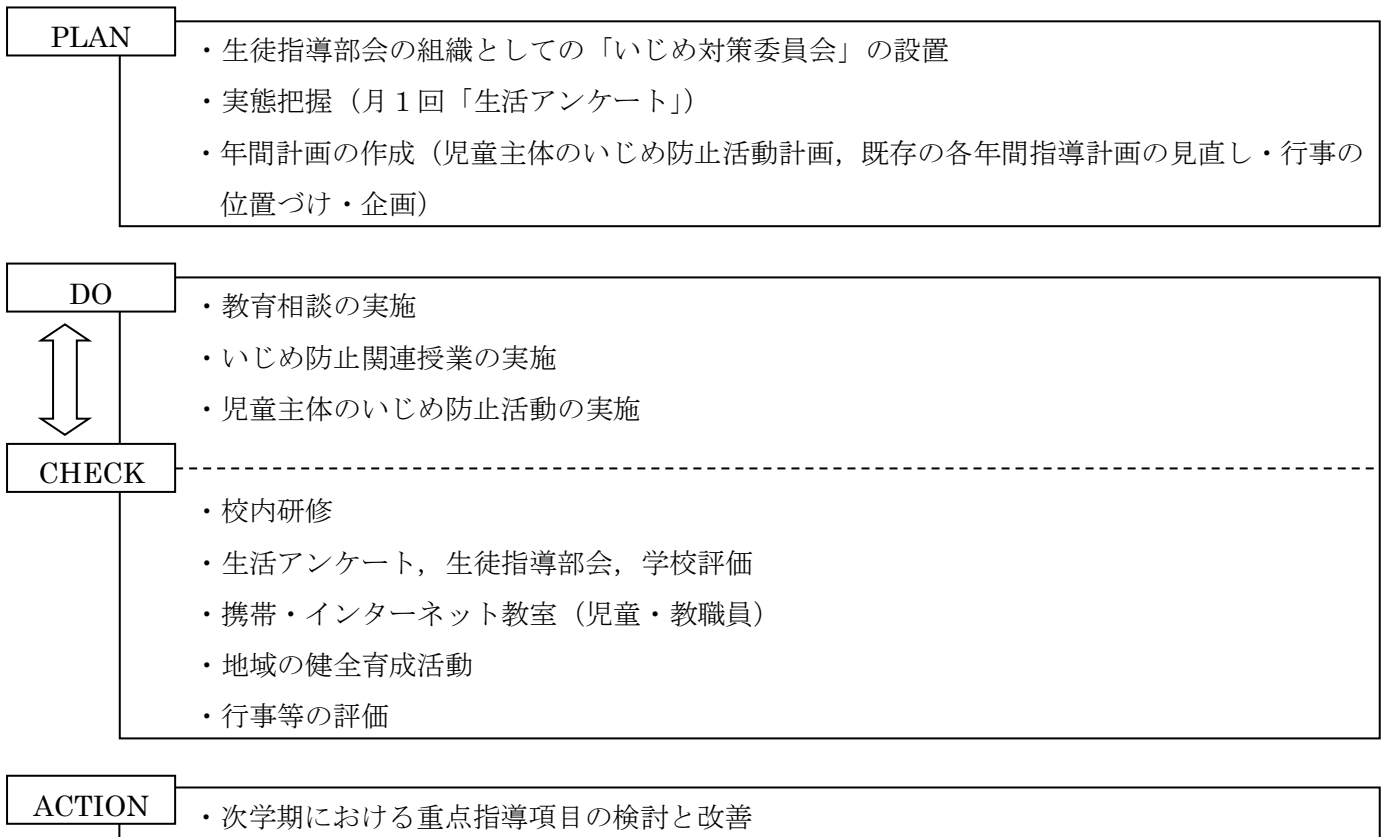 PLAN
・生徒指導部会の組織としての「いじめ対策委員会」の設置
・実態把握（月１回「生活アンケート」）
・年間計画の作成（児童主体のいじめ防止活動計画，既存の各年間指導計画の見直し・行事の
位置づけ・企画）
DO
・教育相談の実施
・いじめ防止関連授業の実施
・児童主体のいじめ防止活動の実施
CHECK
・校内研修
・生活アンケート，生徒指導部会，学校評価
・携帯・インターネット教室（児童・教職員）
・地域の健全育成活動
・行事等の評価
ACTION
・次学期における重点指導項目の検討と改善